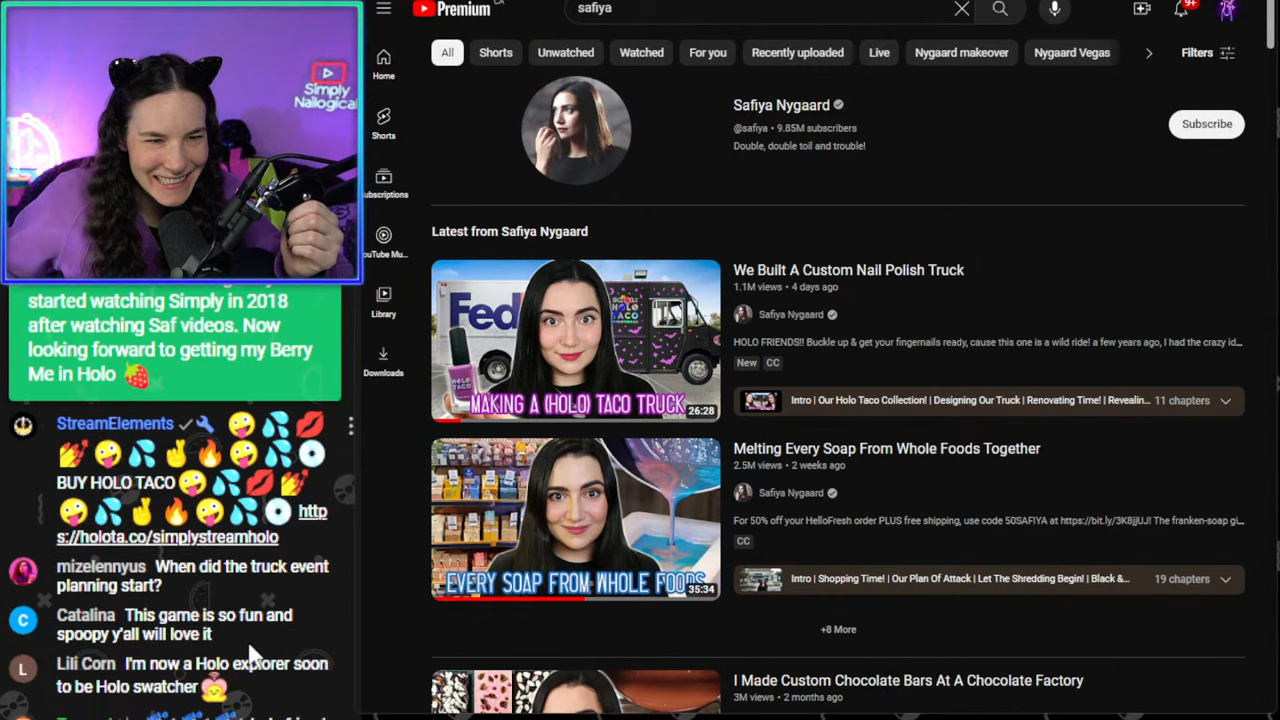 Simply
Nailogical
started watching Simply in 2018
after watching Saf videos. Now
looking forward to getting my Berry
Me in Holo 🍓
StreamElements 🤪💦💋
💅🤪💦✌️🔥🤪💦💿
BUY HOLO TACO🤪💦💋💅
🤪💦✌️🔥🤪💦💿 http
s://holota.co/simplystreamholo
mizelennyus When did the truck event
planning start?
C Catalina This game is so fun and
spoopy y'all will love it
L Lili Corn I'm now a Holo explorer soon
to be Holo swatcher
Premium CA
safiya
9+
Home
Shorts
Subscriptions
YouTube Mu...
Library
Downloads
All Shorts Unwatched Watched For you Recently uploaded Live Nygaard makeover Nygaard Vegas Filters
Safiya Nygaard
@safiya • 9.85M subscribers
Double, double toil and trouble!
Subscribe
Latest from Safiya Nygaard
FedEx
HOLO
TACO
HOLO
TACO
MAKING A (HOLO) TACO TRUCK
26:28
We Built A Custom Nail Polish Truck
1.1M views • 4 days ago
Safiya Nygaard
HOLO FRIENDS!! Buckle up & get your fingernails ready, cause this one is a wild ride! a few years ago, I had the crazy id...
New CC
Intro | Our Holo Taco Collection! | Designing Our Truck | Renovating Time! | Revealin... 11 chapters
EVERY SOAP FROM WHOLE FOODS
35:34
Melting Every Soap From Whole Foods Together
2.5M views • 2 weeks ago
Safiya Nygaard
For 50% off your HelloFresh order PLUS free shipping, use code 50SAFIYA at https://bit.ly/3K8jjUJ! The franken-soap gi...
CC
Intro | Shopping Time! | Our Plan Of Attack | Let The Shredding Begin! | Black &... 19 chapters
+8 More
I Made Custom Chocolate Bars At A Chocolate Factory
3M views • 2 months ago